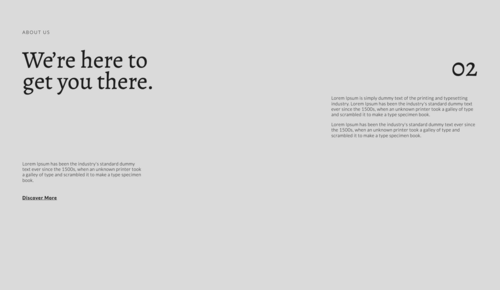 ABOUT US
We're here to
get you there.
02
Lorem Ipsum is simply dummy text of the printing and typesetting
industry. Lorem Ipsum has been the industry's standard dummy text
ever since the 1500s, when an unknown printer took a galley of type
and scrambled it to make a type specimen.
Lorem Ipsum has been the industry's standard dummy text ever since
the 1500s, when an unknown printer took a galley of type and
scrambled it to make a type specimen book.
Lorem Ipsum has been the industry's standard dummy
text ever since the 1500s, when an unknown printer took
a galley of type and scrambled it to make a type specimen
book.
Discover More